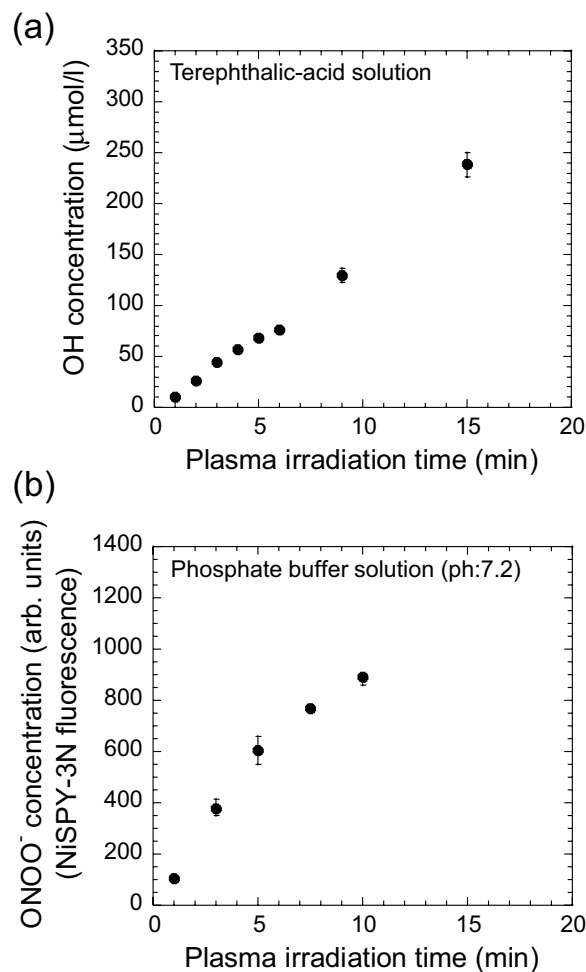 (a)
350
300
250
200
150
100
50
0
OH concentration (μmol/l)
Terephthalic-acid solution
0 5 10 15 20
Plasma irradiation time (min)
(b)
1400
1200
1000
800
600
400
200
0
ONOO⁻ concentration (arb. units)
(NiSPY-3N fluorescence)
Phosphate buffer solution (ph:7.2)
0 5 10 15 20
Plasma irradiation time (min)